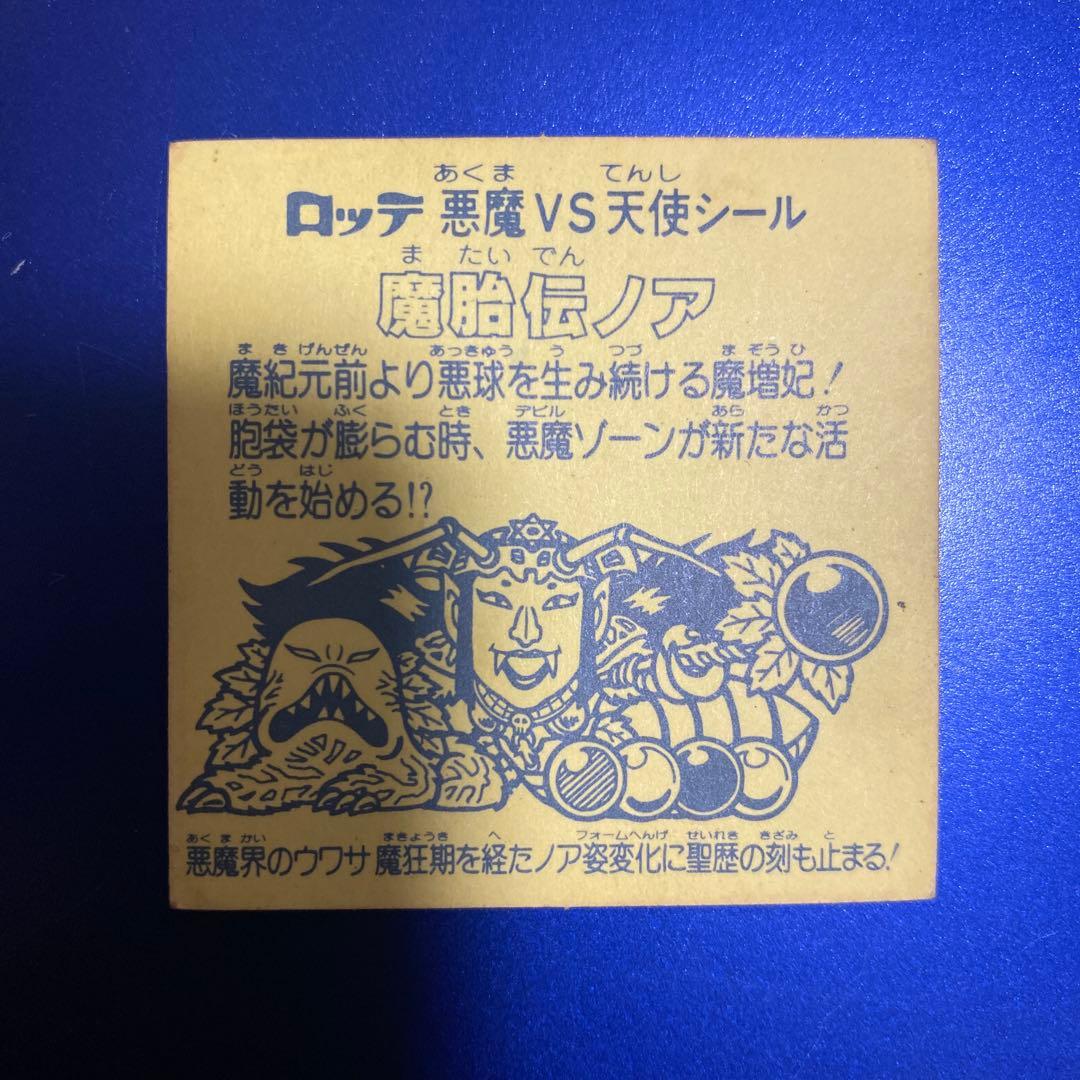 あくま てんし
ロッテ 悪魔VS天使シール
ま たい でん
魔胎伝ノア
ま き げんぜん あっきゅう う つづ ま そう ひ
魔紀元前より悪球を生み続ける魔増妃!
ほうたい ふく とき デビル あら かつ
胞袋が膨らむ時、悪魔ゾーンが新たな活
どう はじ
動を始める!?
あくまかい まきょうき へ フォームへんげ せいれき きざみ と
悪魔界のウワサ 魔狂期を経たノア姿変化に聖歴の刻も止まる!